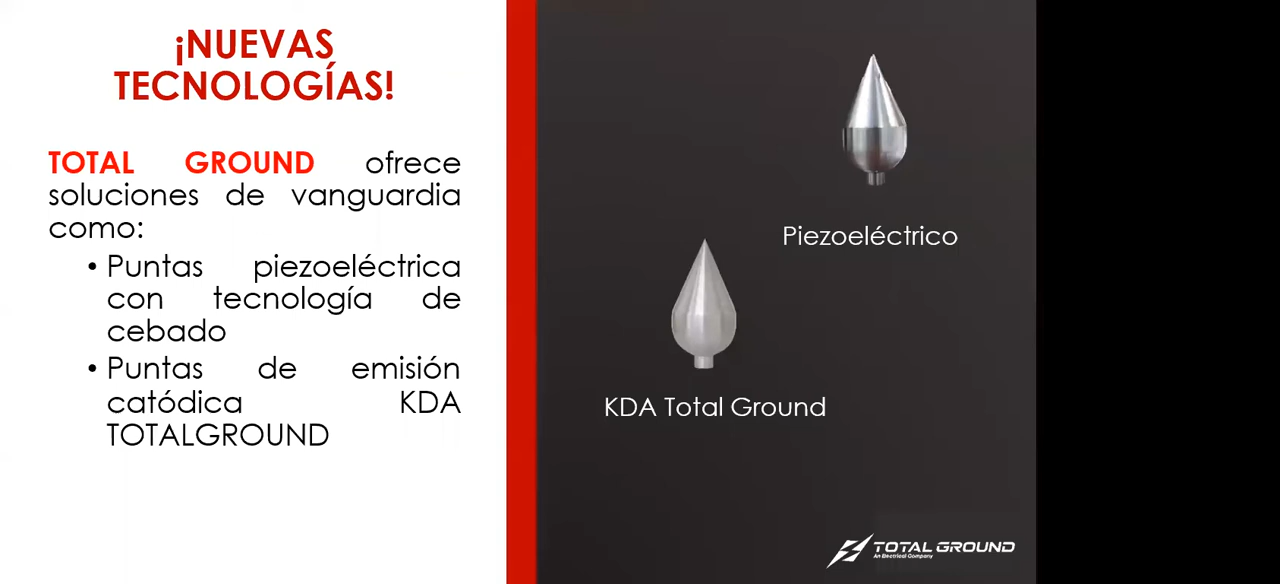 ¡NUEVAS
TECNOLOGÍAS!
TOTAL GROUND ofrece
soluciones de vanguardia
como:
• Puntas piezoeléctrica
con tecnología de
cebado
• Puntas de emisión
catódica KDA
TOTALGROUND
Piezoeléctrico
KDA Total Ground
TOTAL GROUND
An Electrical Company